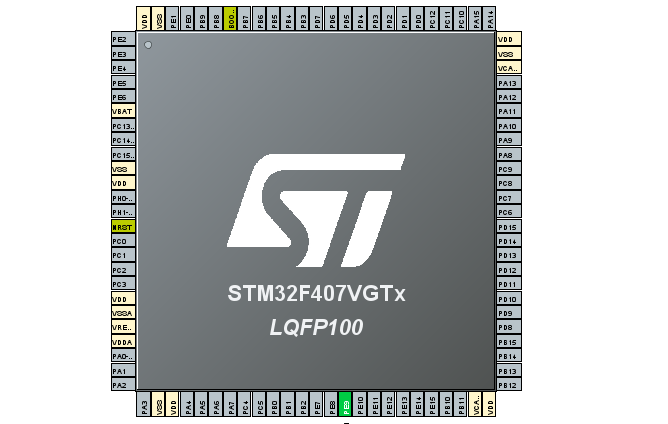 VDD VSS PE1 PE0 PB9 PB8 BOO.. PB7 PB6 PB5 PB4 PB3 PD7 PD6 PD5 PD4 PD3 PD2 PD1 PD0 PC12 PC11 PC10 PA15 PA14
PE2
PE3
PE4
PE5
PE6
VBAT
PC13..
PC14..
PC15..
VSS
VDD
PH0-..
PH1-..
NRST
PC0
PC1
PC2
PC3
VDD
VSSA
VRE..
VDDA
PA0-..
PA1
PA2
ST
STM32F407VGTx
LQFP100
VDD
VSS
VCA..
PA13
PA12
PA11
PA10
PA9
PA8
PC9
PC8
PC7
PC6
PD15
PD14
PD13
PD12
PD11
PD10
PD9
PD8
PB15
PB14
PB13
PB12
PA3 VSS VDD PA4 PA5 PA6 PA7 PC4 PC5 PB0 PB1 PB2 PE7 PE8 PE9 PE10 PE11 PE12 PE13 PE14 PE15 PB10 PB11 VCA.. VDD